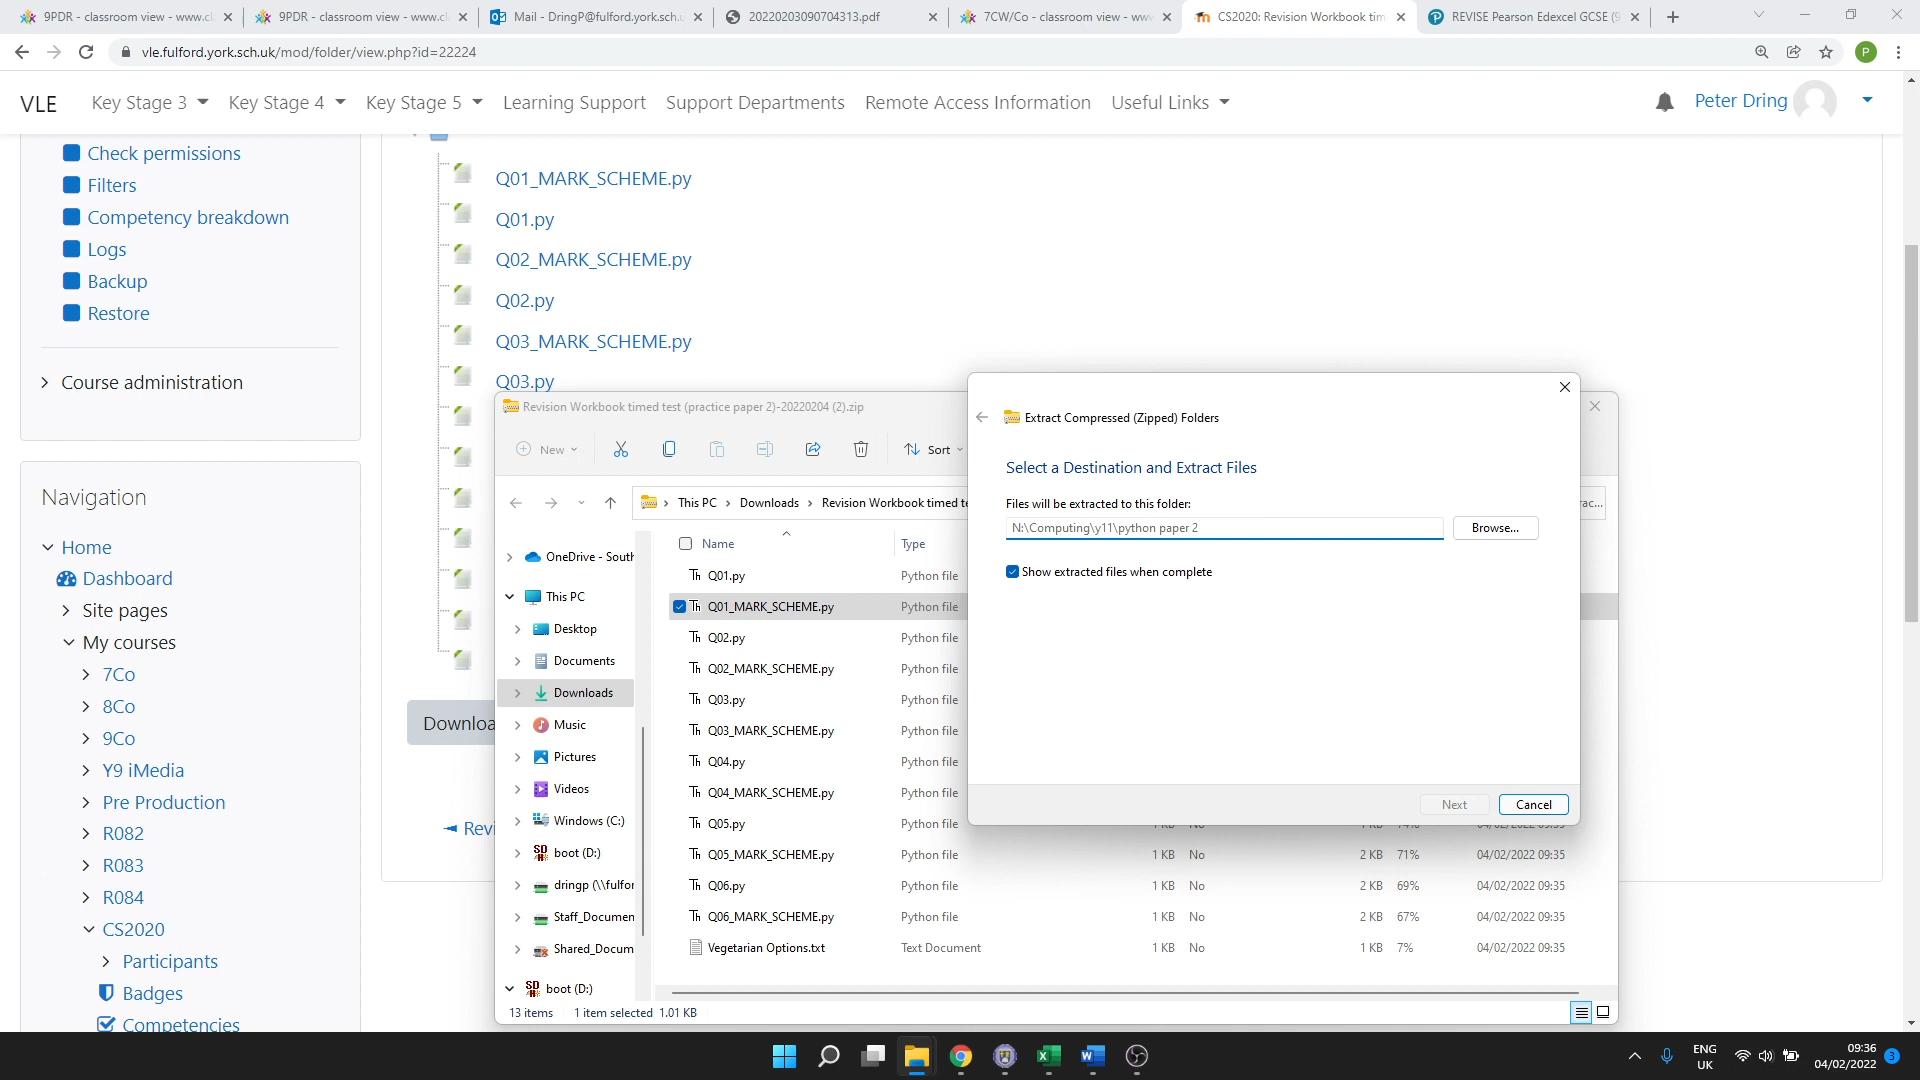 9PDR - classroom view - www.cl
9PDR - classroom view - www.cl
Mail - DringP@fulford.york.sch.u
20220203090704313.pdf
7CW/Co - classroom view - www
CS2020: Revision Workbook tim
REVISE Pearson Edexcel GCSE (9
vle.fulford.york.sch.uk/mod/folder/view.php?id=22224
P
VLE
Key Stage 3
Key Stage 4
Key Stage 5
Learning Support
Support Departments
Remote Access Information
Useful Links
Peter Dring
Check permissions
Filters
Competency breakdown
Logs
Backup
Restore
Course administration
Navigation
Home
Dashboard
Site pages
My courses
7Co
8Co
9Co
Y9 iMedia
Pre Production
R082
R083
R084
CS2020
Participants
Badges
Competencies
Q01_MARK_SCHEME.py
Q01.py
Q02_MARK_SCHEME.py
Q02.py
Q03_MARK_SCHEME.py
Q03.py
Downloa
Revi
Revision Workbook timed test (practice paper 2)-20220204 (2).zip
New
Sort
This PC > Downloads > Revision Workbook timed te
rac...
OneDrive - South
This PC
Desktop
Documents
Downloads
Music
Pictures
Videos
Windows (C:)
boot (D:)
dringp (\\fulfor
Staff_Documen
Shared_Docum
boot (D:)
Name Type
Q01.py Python file
Q01_MARK_SCHEME.py Python file
Q02.py Python file
Q02_MARK_SCHEME.py Python file
Q03.py Python file
Q03_MARK_SCHEME.py Python file
Q04.py Python file
Q04_MARK_SCHEME.py Python file
Q05.py Python file
Q05_MARK_SCHEME.py Python file 1 KB No 2 KB 71% 04/02/2022 09:35
Q06.py Python file 1 KB No 2 KB 69% 04/02/2022 09:35
Q06_MARK_SCHEME.py Python file 1 KB No 2 KB 67% 04/02/2022 09:35
Vegetarian Options.txt Text Document 1 KB No 1 KB 7% 04/02/2022 09:35
13 items 1 item selected 1.01 KB
Extract Compressed (Zipped) Folders
Select a Destination and Extract Files
Files will be extracted to this folder:
N:\Computing\y11\python paper 2
Browse...
Show extracted files when complete
Next
Cancel
ENG
UK
09:36
04/02/2022
3